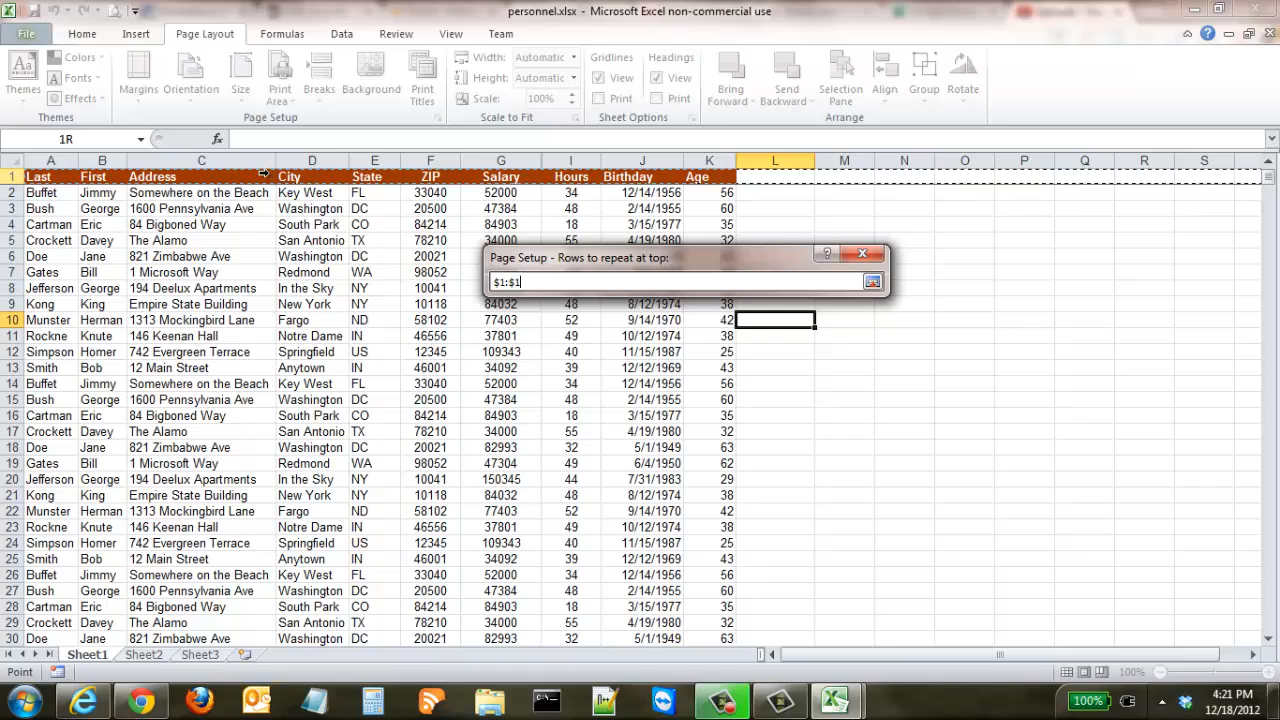 personnel.xlsx - Microsoft Excel non-commercial use
File Home Insert Page Layout Formulas Data Review View Team
Themes Colors Fonts Effects Margins Orientation Size Print Area Breaks Background Print Titles Width: Automatic Height: Automatic Scale: 100% Gridlines View Print Headings View Print Bring Forward Send Backward Selection Pane Align Group Rotate
Themes Page Setup Scale to Fit Sheet Options Arrange
1R fx
A B C D E F G H I J K L M N O P Q R S
1 Last First Address City State ZIP Salary Hours Birthday Age
2 Buffet Jimmy Somewhere on the Beach Key West FL 33040 52000 34 12/14/1956 56
3 Bush George 1600 Pennsylvania Ave Washington DC 20500 47384 48 2/14/1955 60
4 Cartman Eric 84 Bigboned Way South Park CO 84214 84903 18 3/15/1977 35
5 Crockett Davey The Alamo San Antonio TX 78210 34000 55 4/19/1980 32
6 Doe Jane 821 Zimbabwe Ave Washington DC 20021
Page Setup - Rows to repeat at top:
7 Gates Bill 1 Microsoft Way Redmond WA 98052
8 Jefferson George 194 Deelux Apartments In the Sky NY 10041
$1:$1
9 Kong King Empire State Building New York NY 10118 84032 48 8/12/1974 38
10 Munster Herman 1313 Mockingbird Lane Fargo ND 58102 77403 52 9/14/1970 42
11 Rockne Knute 146 Keenan Hall Notre Dame IN 46556 37801 49 10/12/1974 38
12 Simpson Homer 742 Evergreen Terrace Springfield US 12345 109343 40 11/15/1987 25
13 Smith Bob 12 Main Street Anytown IN 46001 34092 39 12/12/1969 43
14 Buffet Jimmy Somewhere on the Beach Key West FL 33040 52000 34 12/14/1956 56
15 Bush George 1600 Pennsylvania Ave Washington DC 20500 47384 48 2/14/1955 60
16 Cartman Eric 84 Bigboned Way South Park CO 84214 84903 18 3/15/1977 35
17 Crockett Davey The Alamo San Antonio TX 78210 34000 55 4/19/1980 32
18 Doe Jane 821 Zimbabwe Ave Washington DC 20021 82993 32 5/1/1949 63
19 Gates Bill 1 Microsoft Way Redmond WA 98052 47304 49 6/4/1950 62
20 Jefferson George 194 Deelux Apartments In the Sky NY 10041 150345 44 7/31/1983 29
21 Kong King Empire State Building New York NY 10118 84032 48 8/12/1974 38
22 Munster Herman 1313 Mockingbird Lane Fargo ND 58102 77403 52 9/14/1970 42
23 Rockne Knute 146 Keenan Hall Notre Dame IN 46556 37801 49 10/12/1974 38
24 Simpson Homer 742 Evergreen Terrace Springfield US 12345 109343 40 11/15/1987 25
25 Smith Bob 12 Main Street Anytown IN 46001 34092 39 12/12/1969 43
26 Buffet Jimmy Somewhere on the Beach Key West FL 33040 52000 34 12/14/1956 56
27 Bush George 1600 Pennsylvania Ave Washington DC 20500 47384 48 2/14/1955 60
28 Cartman Eric 84 Bigboned Way South Park CO 84214 84903 18 3/15/1977 35
29 Crockett Davey The Alamo San Antonio TX 78210 34000 55 4/19/1980 32
30 Doe Jane 821 Zimbabwe Ave Washington DC 20021 82993 32 5/1/1949 63
Sheet1 Sheet2 Sheet3
Point 100%
100% 4:21 PM
12/18/2012